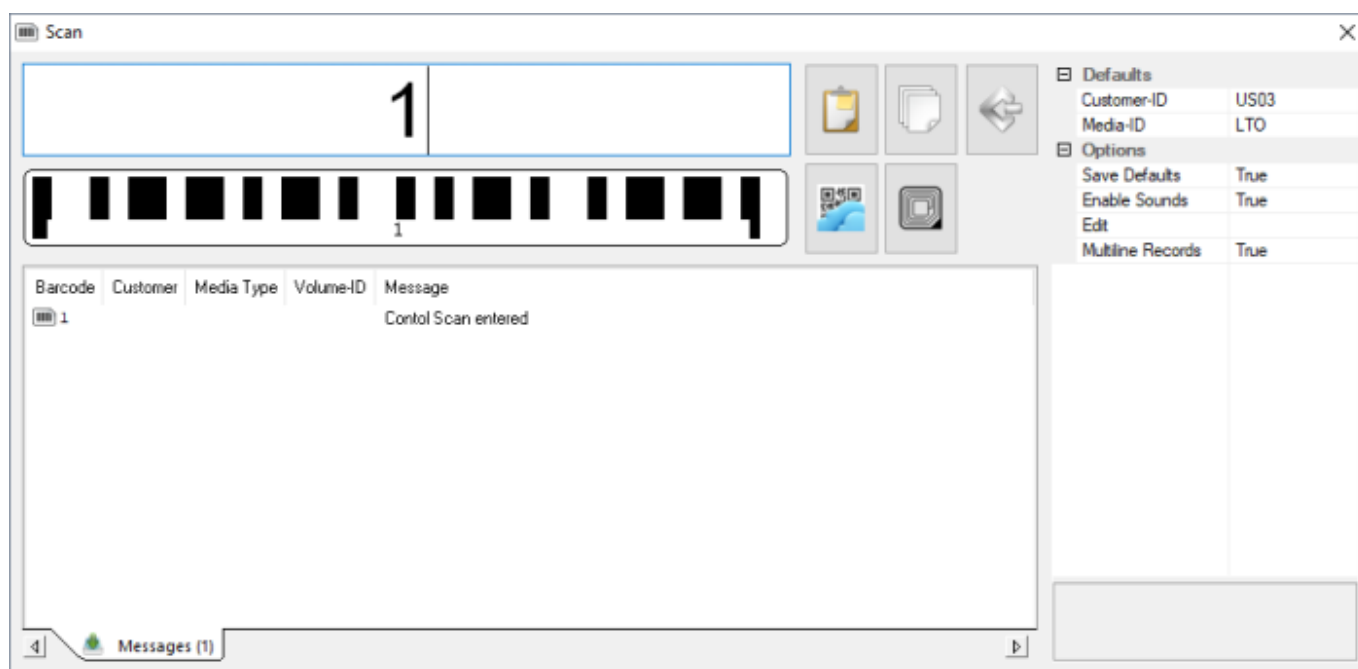 Scan
1
1
Defaults
Customer-ID US03
Media-ID LTO
Options
Save Defaults True
Enable Sounds True
Edit
Multiline Records True
Barcode Customer Media Type Volume-ID Message
1 Contol Scan entered
Messages (1)